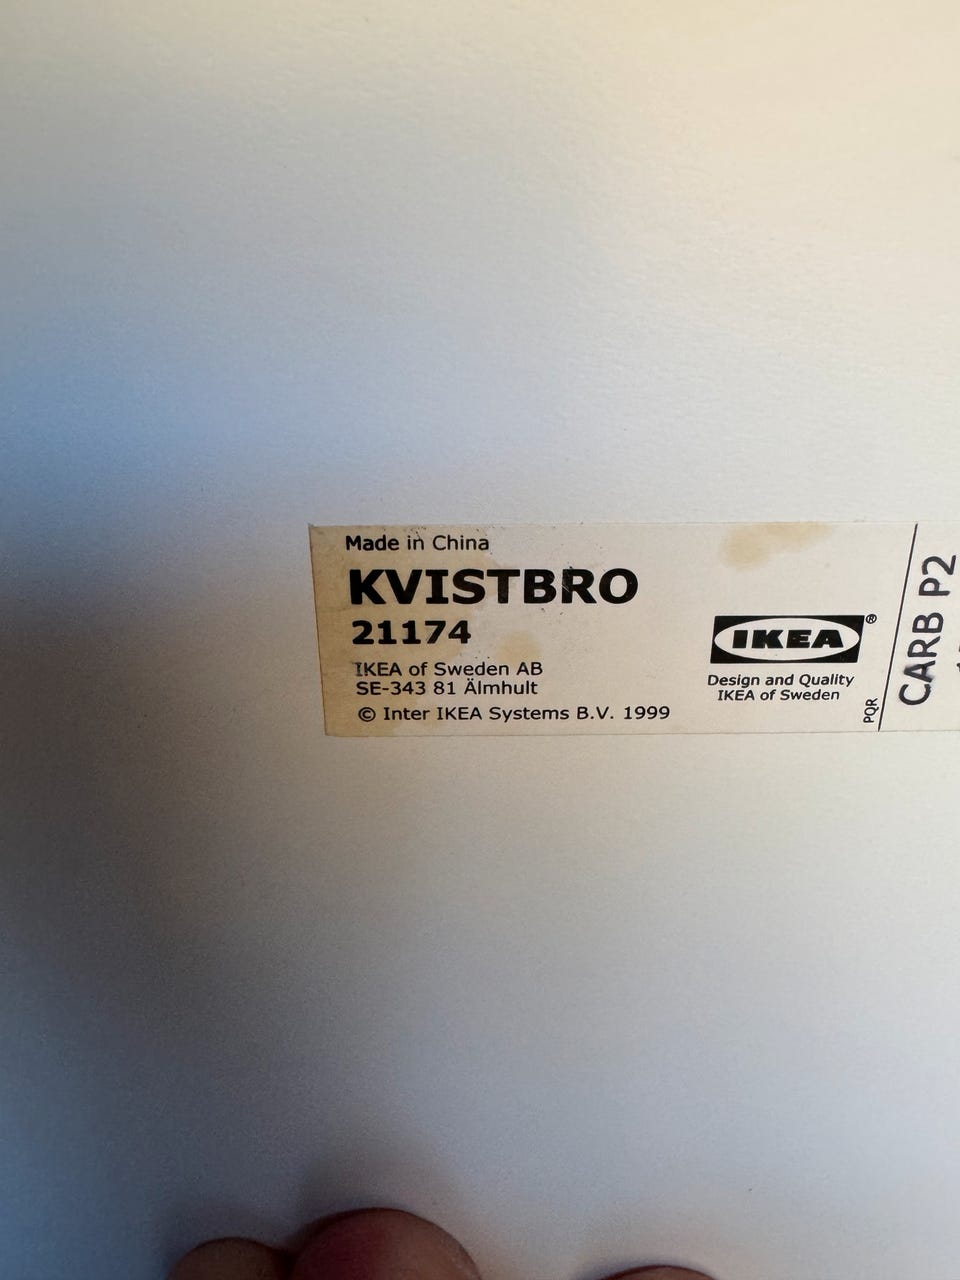 Made in China
KVISTBRO
21174
IKEA of Sweden AB
SE-343 81 Älmhult
© Inter IKEA Systems B.V. 1999
IKEA®
Design and Quality
IKEA of Sweden
PQR
CARB P2